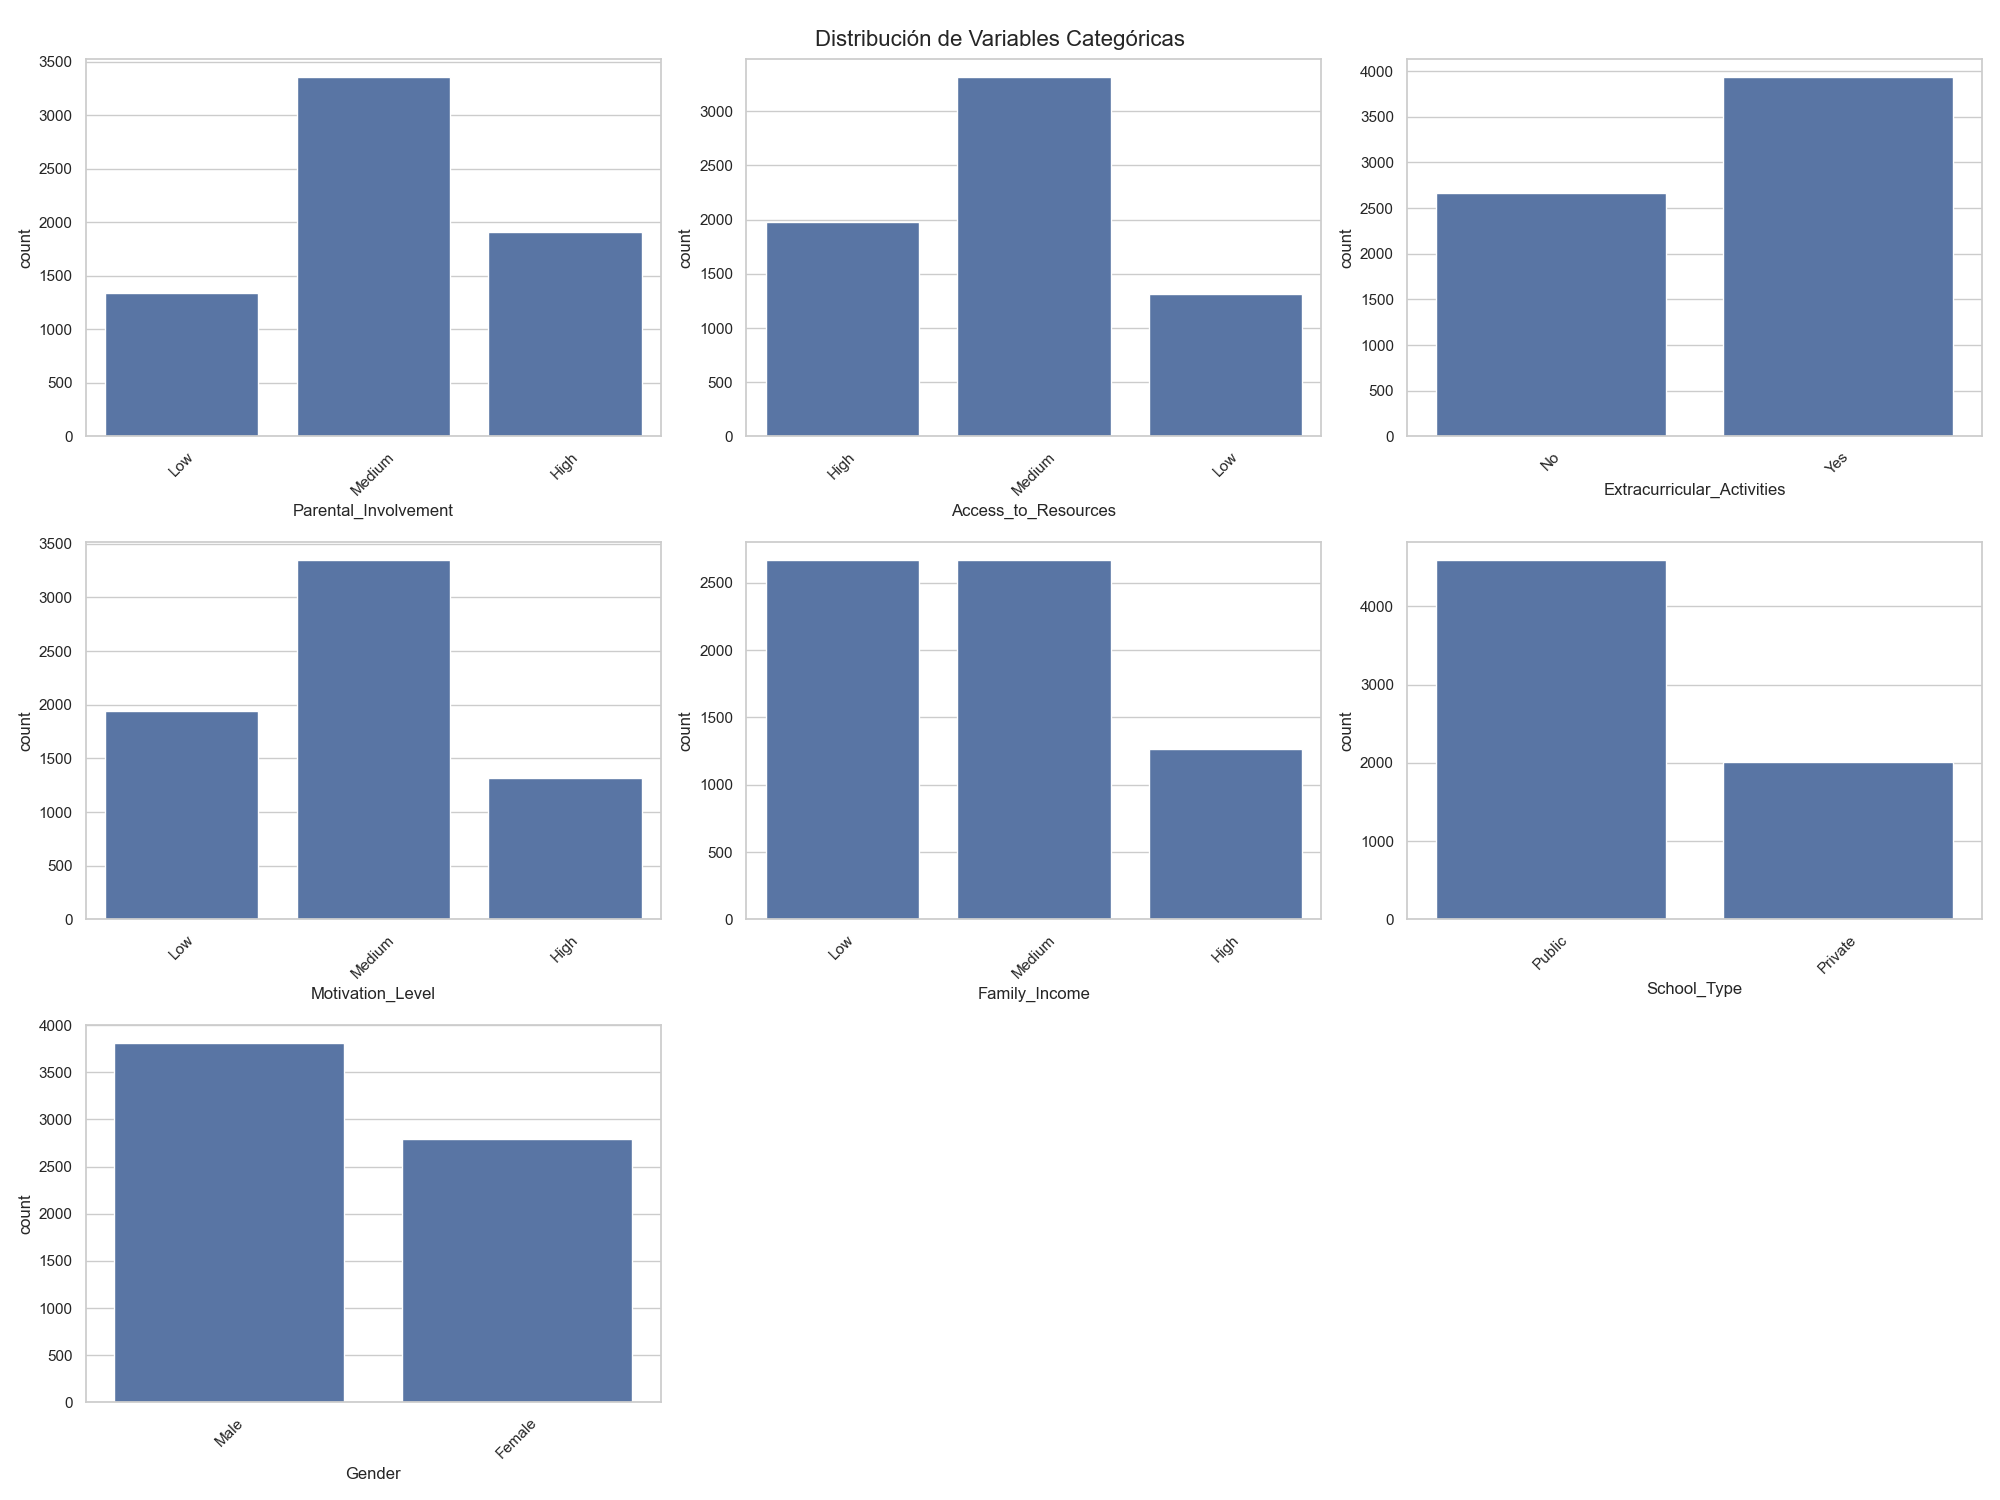 Distribución de Variables Categóricas
3500
3000
2500
2000
1500
1000
500
0
count
Low
Medium
High
Parental_Involvement
3000
2500
2000
1500
1000
500
0
count
High
Medium
Low
Access_to_Resources
4000
3500
3000
2500
2000
1500
1000
500
0
count
No
Yes
Extracurricular_Activities
3500
3000
2500
2000
1500
1000
500
0
count
Low
Medium
High
Motivation_Level
2500
2000
1500
1000
500
0
count
Low
Medium
High
Family_Income
4000
3000
2000
1000
0
count
Public
Private
School_Type
4000
3500
3000
2500
2000
1500
1000
500
0
count
Male
Female
Gender